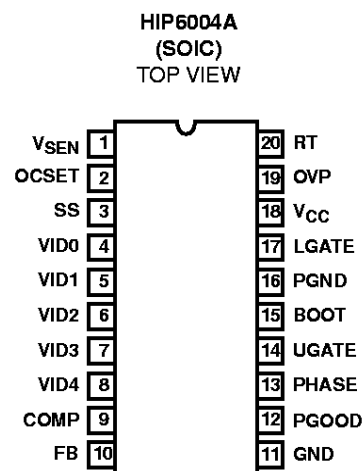 HIP6004A
(SOIC)
TOP VIEW
VSEN 1 20 RT
OCSET 2 19 OVP
SS 3 18 VCC
VID0 4 17 LGATE
VID1 5 16 PGND
VID2 6 15 BOOT
VID3 7 14 UGATE
VID4 8 13 PHASE
COMP 9 12 PGOOD
FB 10 11 GND